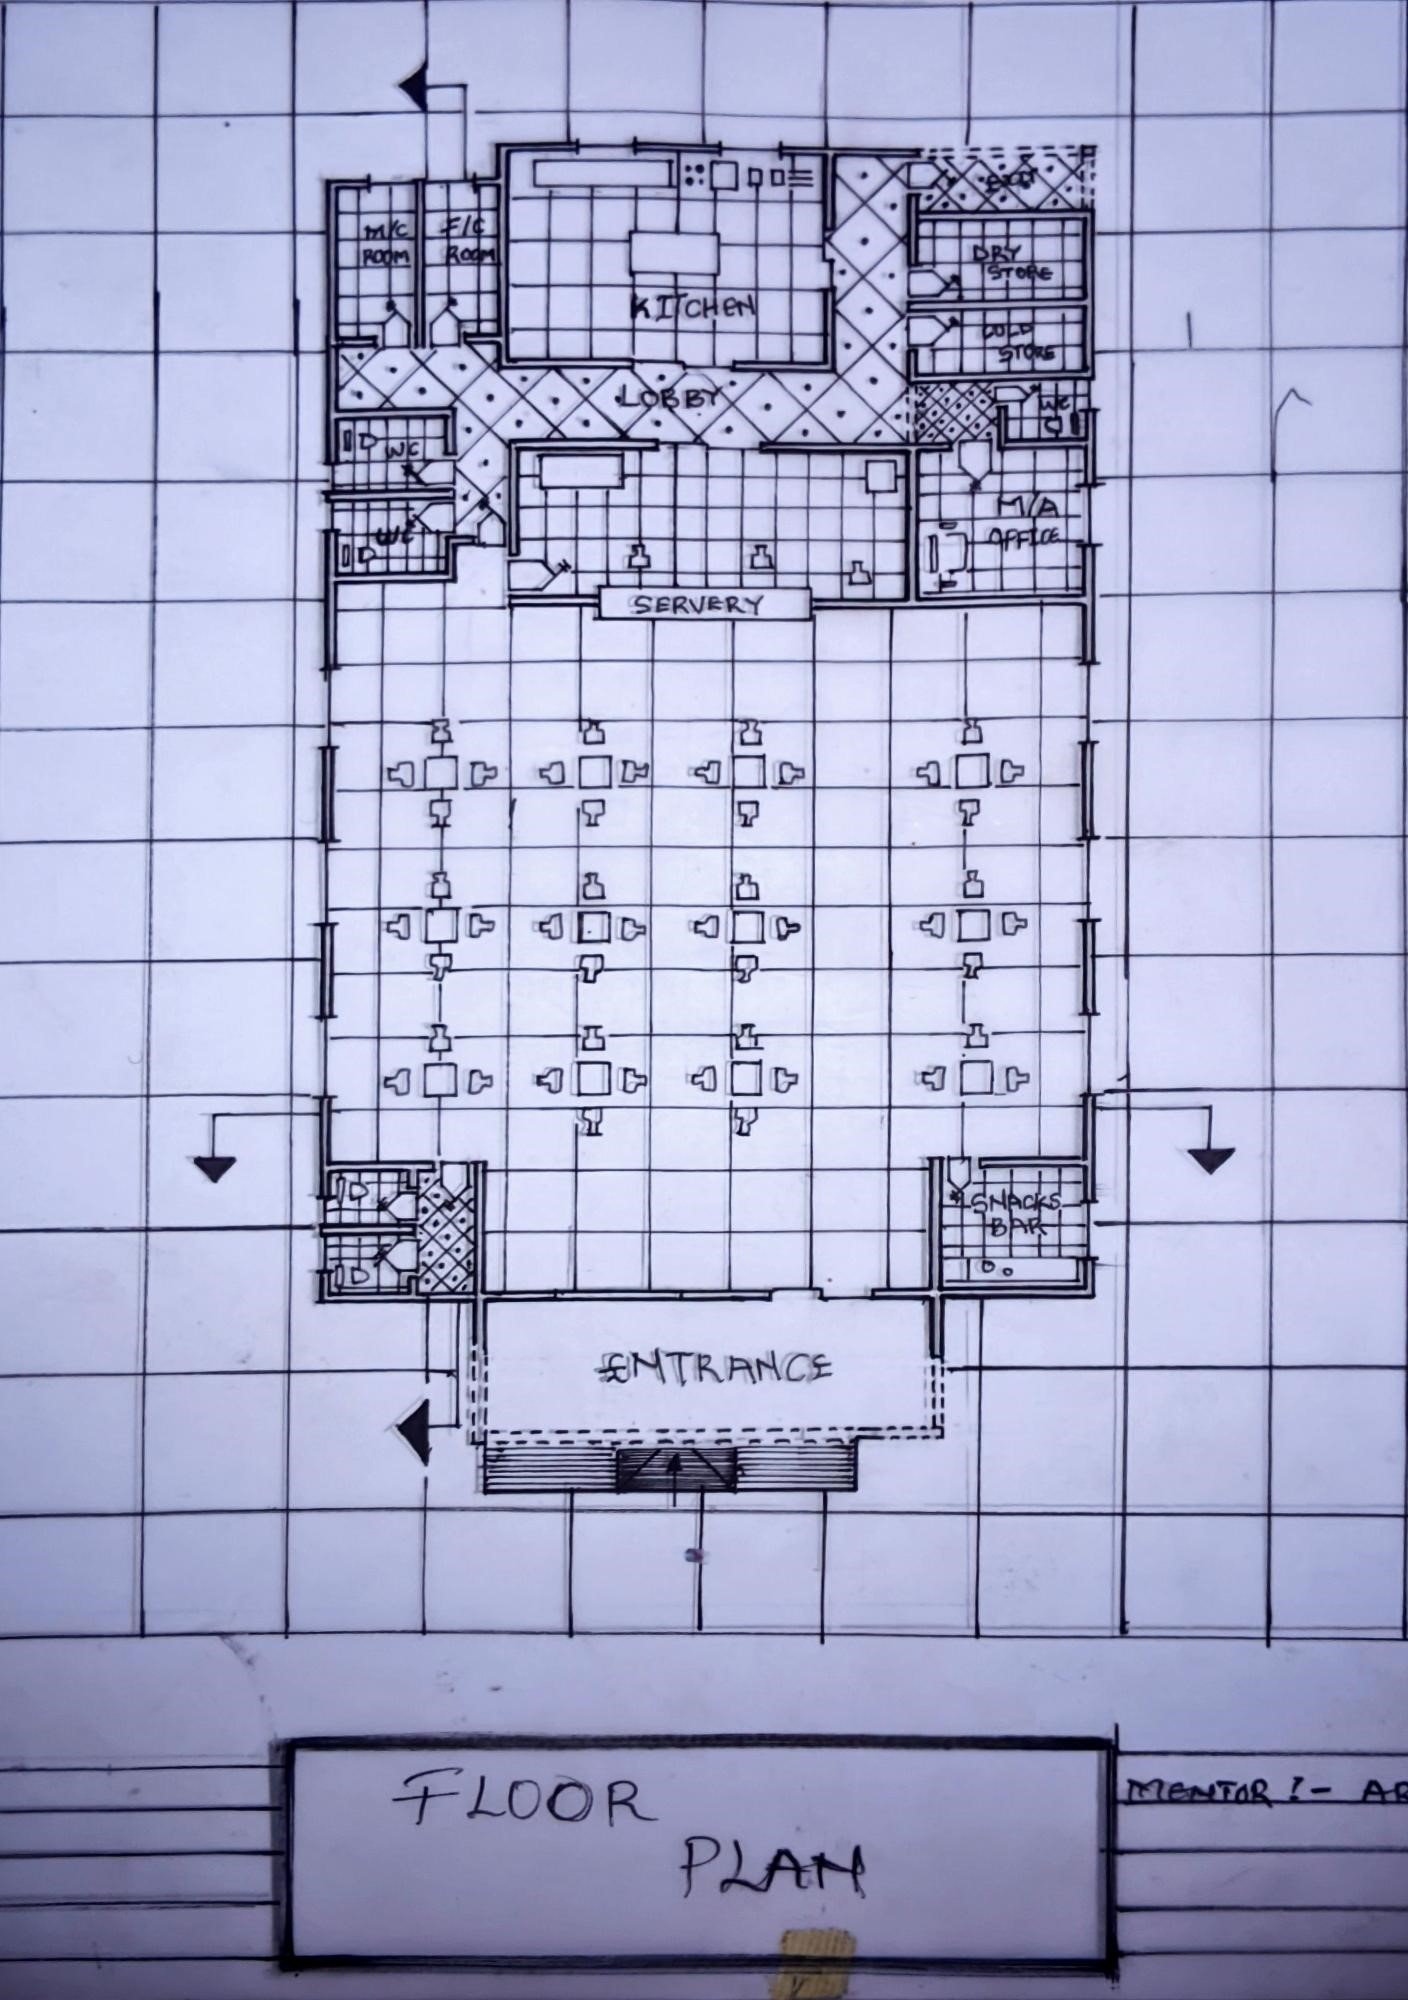 M/C
ROOM
F/C
ROOM
KITCHEN
DRY
STORE
COLD
STORE
LOBBY
WC
WC
WC
M/A
OFFICE
SERVERY
SNACKS
BAR
ENTRANCE
FLOOR
PLAN
MENTOR :- AR